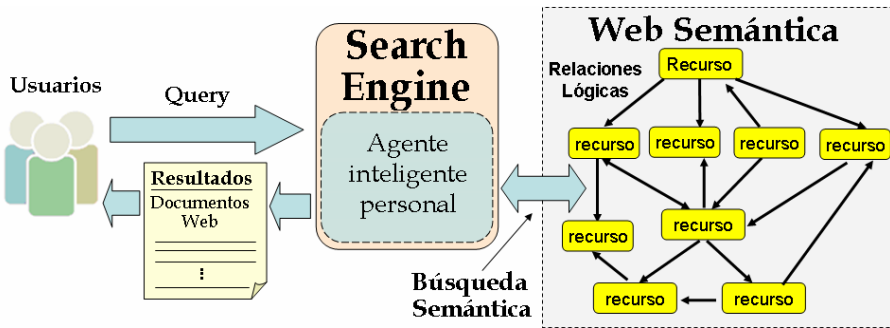 Usuarios
Query
Resultados
Documentos
Web
Search
Engine
Agente
inteligente
personal
Búsqueda
Semántica
Web Semántica
Relaciones
Lógicas
Recurso
recurso
recurso
recurso
recurso
recurso
recurso
recurso
recurso